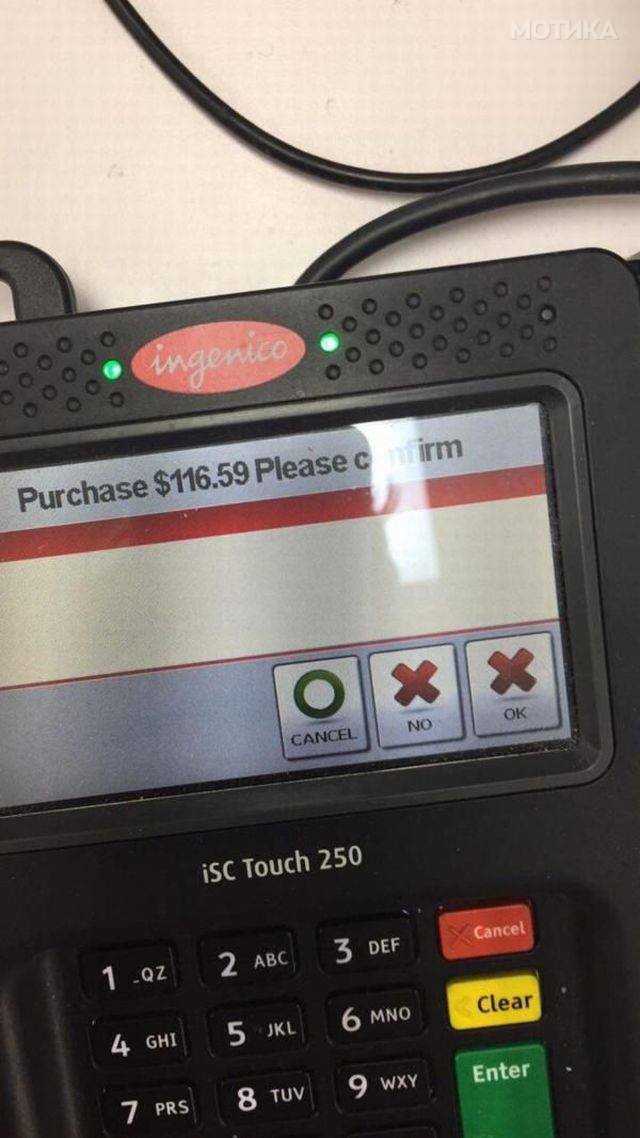 МОТИКА
ingenico
Purchase $116.59 Please confirm
CANCEL
NO
OK
iSC Touch 250
1 -QZ
2 ABC
3 DEF
Cancel
4 GHI
5 JKL
6 MNO
Clear
7 PRS
8 TUV
9 WXY
Enter